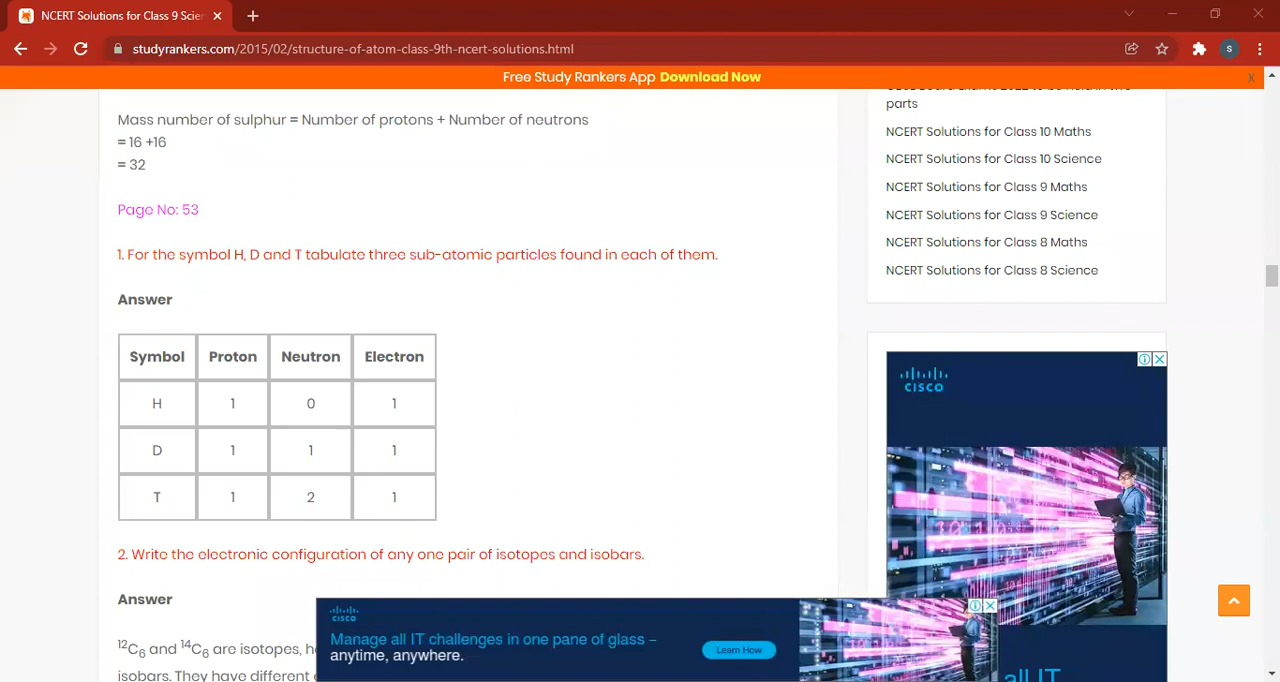 NCERT Solutions for Class 9 Scie
studyrankers.com/2015/02/structure-of-atom-class-9th-ncert-solutions.html
S
Free Study Rankers App Download Now
X
Mass number of sulphur = Number of protons + Number of neutrons
= 16 +16
= 32
Page No: 53
1. For the symbol H, D and T tabulate three sub-atomic particles found in each of them.
Answer
Symbol Proton Neutron Electron
H 1 0 1
D 1 1 1
T 1 2 1
2. Write the electronic configuration of any one pair of isotopes and isobars.
Answer
¹²C₆ and ¹⁴C₆ are isotopes,
isobars. They have different
parts
NCERT Solutions for Class 10 Maths
NCERT Solutions for Class 10 Science
NCERT Solutions for Class 9 Maths
NCERT Solutions for Class 9 Science
NCERT Solutions for Class 8 Maths
NCERT Solutions for Class 8 Science
CISCO
all IT
CISCO
Manage all IT challenges in one pane of glass –
anytime, anywhere.
Learn How